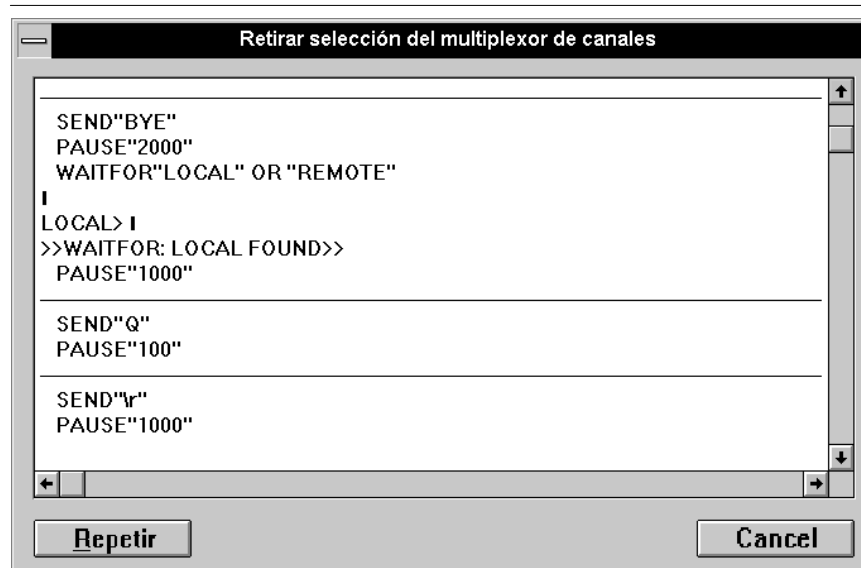 Retirar selección del multiplexor de canales
SEND"BYE"
PAUSE"2000"
WAITFOR"LOCAL" OR "REMOTE"
LOCAL>
>>WAITFOR: LOCAL FOUND>>
PAUSE"1000"
SEND"Q"
PAUSE"100"
SEND"\r"
PAUSE"1000"
Repetir
Cancel